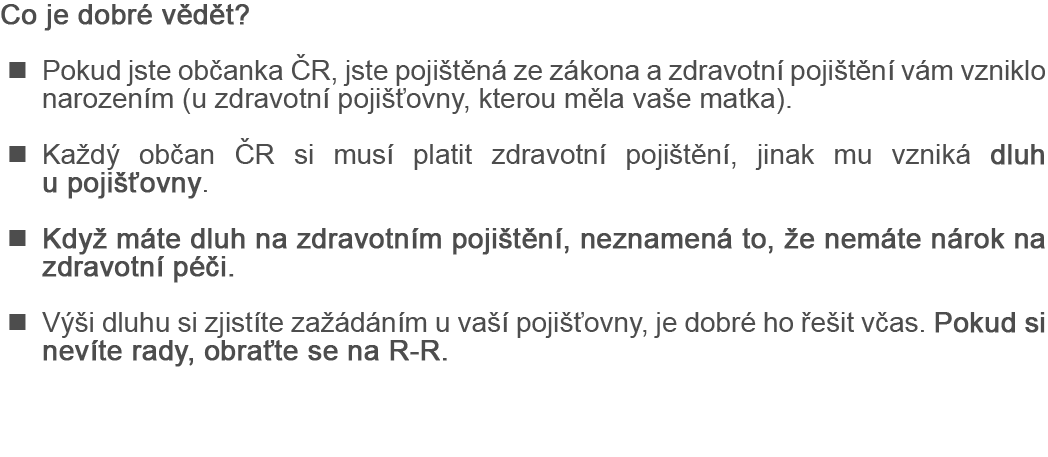 Co je dobré vědět?
■ Pokud jste občanka ČR, jste pojištěná ze zákona a zdravotní pojištění vám vzniklo
narozením (u zdravotní pojišťovny, kterou měla vaše matka).
■ Každý občan ČR si musí platit zdravotní pojištění, jinak mu vzniká dluh
u pojišťovny.
■ Když máte dluh na zdravotním pojištění, neznamená to, že nemáte nárok na
zdravotní péči.
■ Výši dluhu si zjistíte zažádáním u vaší pojišťovny, je dobré ho řešit včas. Pokud si
nevíte rady, obraťte se na R-R.